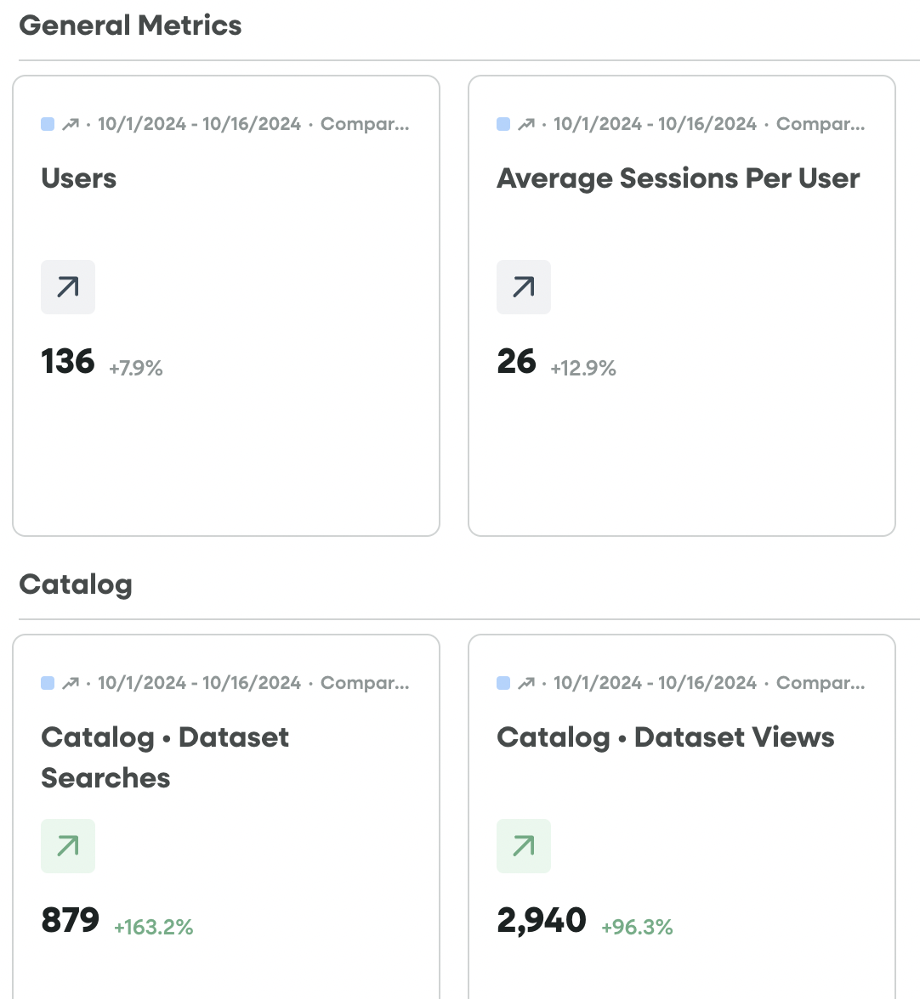 General Metrics
· 10/1/2024 - 10/16/2024 · Compar...
Users
136 +7.9%
· 10/1/2024 - 10/16/2024 · Compar...
Average Sessions Per User
26 +12.9%
Catalog
· 10/1/2024 - 10/16/2024 · Compar...
Catalog • Dataset
Searches
879 +163.2%
· 10/1/2024 - 10/16/2024 · Compar...
Catalog • Dataset Views
2,940 +96.3%